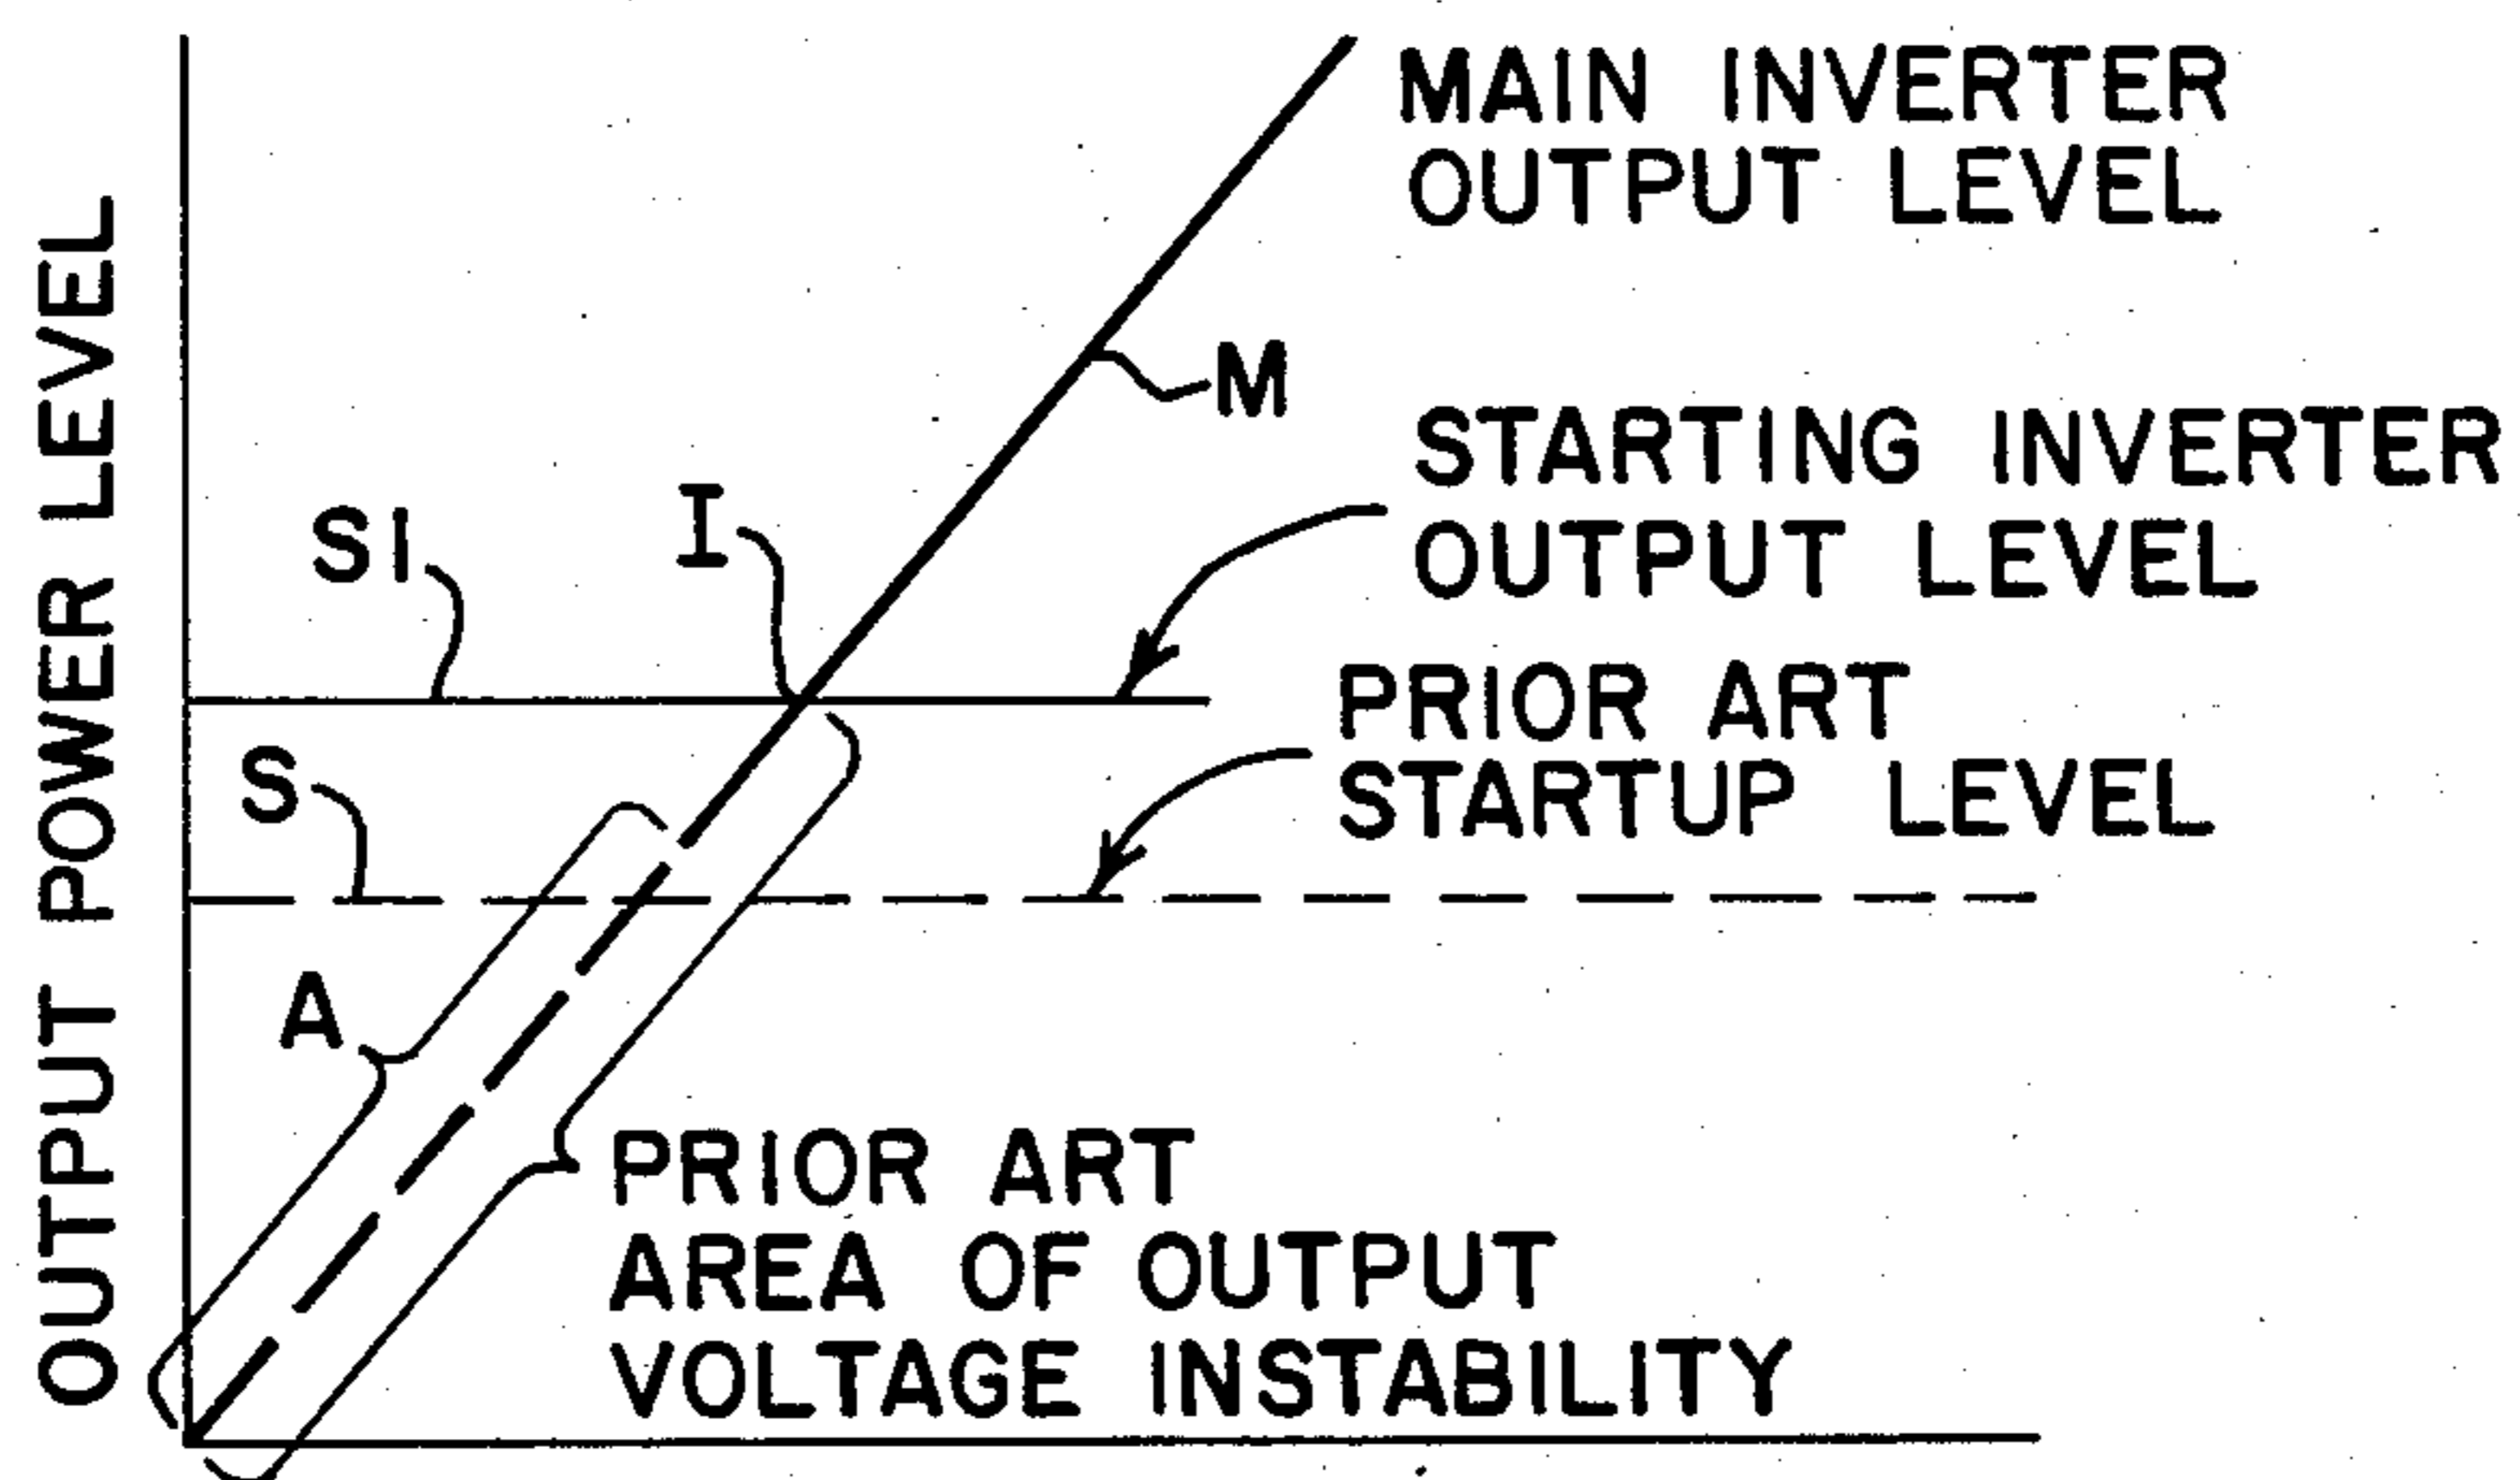 OUTPUT POWER LEVEL
MAIN INVERTER
OUTPUT LEVEL
M
STARTING INVERTER
OUTPUT LEVEL
SI
I
PRIOR ART
STARTUP LEVEL
S
A
PRIOR ART
AREA OF OUTPUT
VOLTAGE INSTABILITY